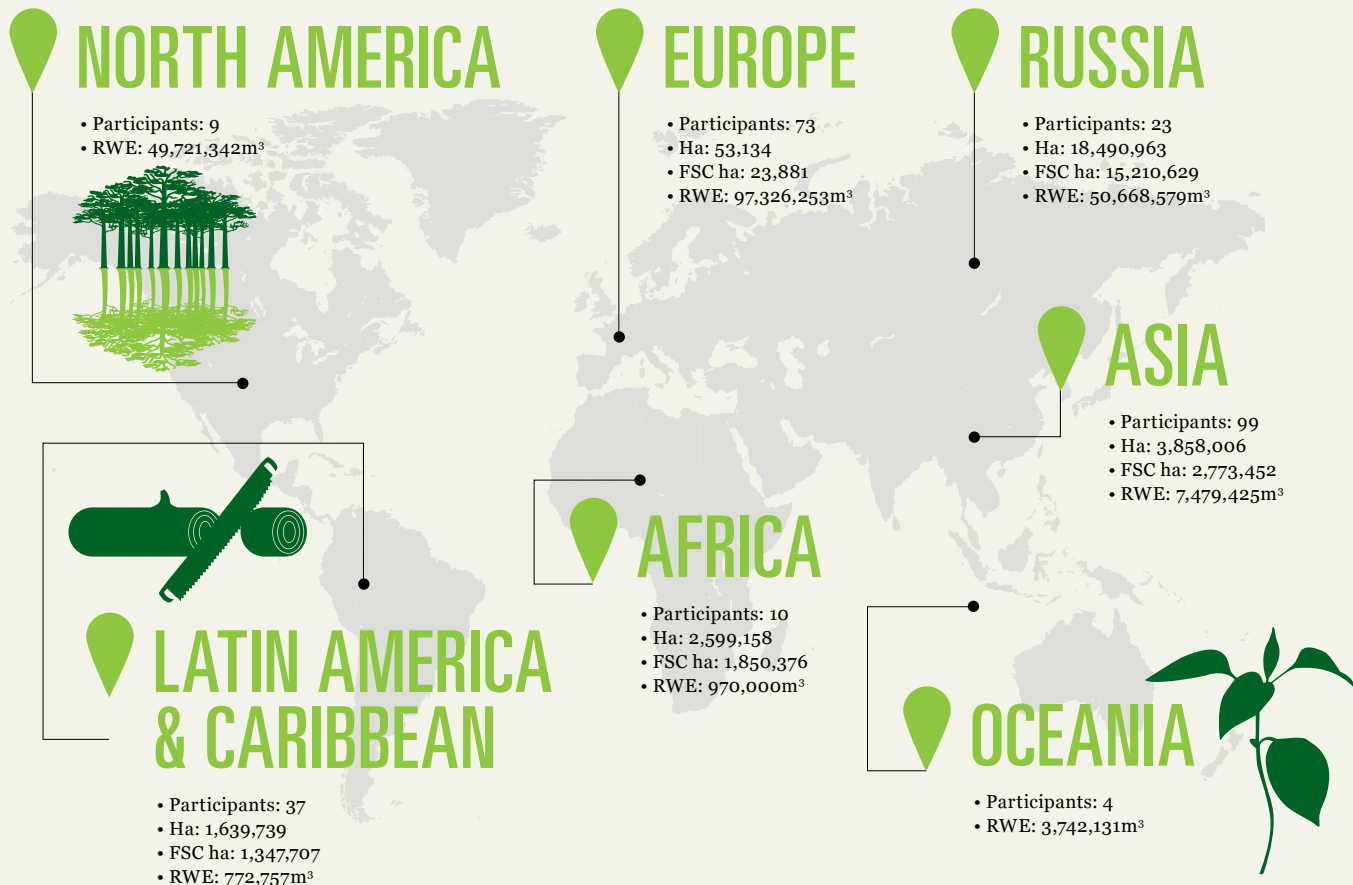 NORTH AMERICA
• Participants: 9
• RWE: 49,721,342m³
EUROPE
• Participants: 73
• Ha: 53,134
• FSC ha: 23,881
• RWE: 97,326,253m³
RUSSIA
• Participants: 23
• Ha: 18,490,963
• FSC ha: 15,210,629
• RWE: 50,668,579m³
ASIA
• Participants: 99
• Ha: 3,858,006
• FSC ha: 2,773,452
• RWE: 7,479,425m³
AFRICA
• Participants: 10
• Ha: 2,599,158
• FSC ha: 1,850,376
• RWE: 970,000m³
LATIN AMERICA
& CARIBBEAN
• Participants: 37
• Ha: 1,639,739
• FSC ha: 1,347,707
• RWE: 772,757m³
OCEANIA
• Participants: 4
• RWE: 3,742,131m³